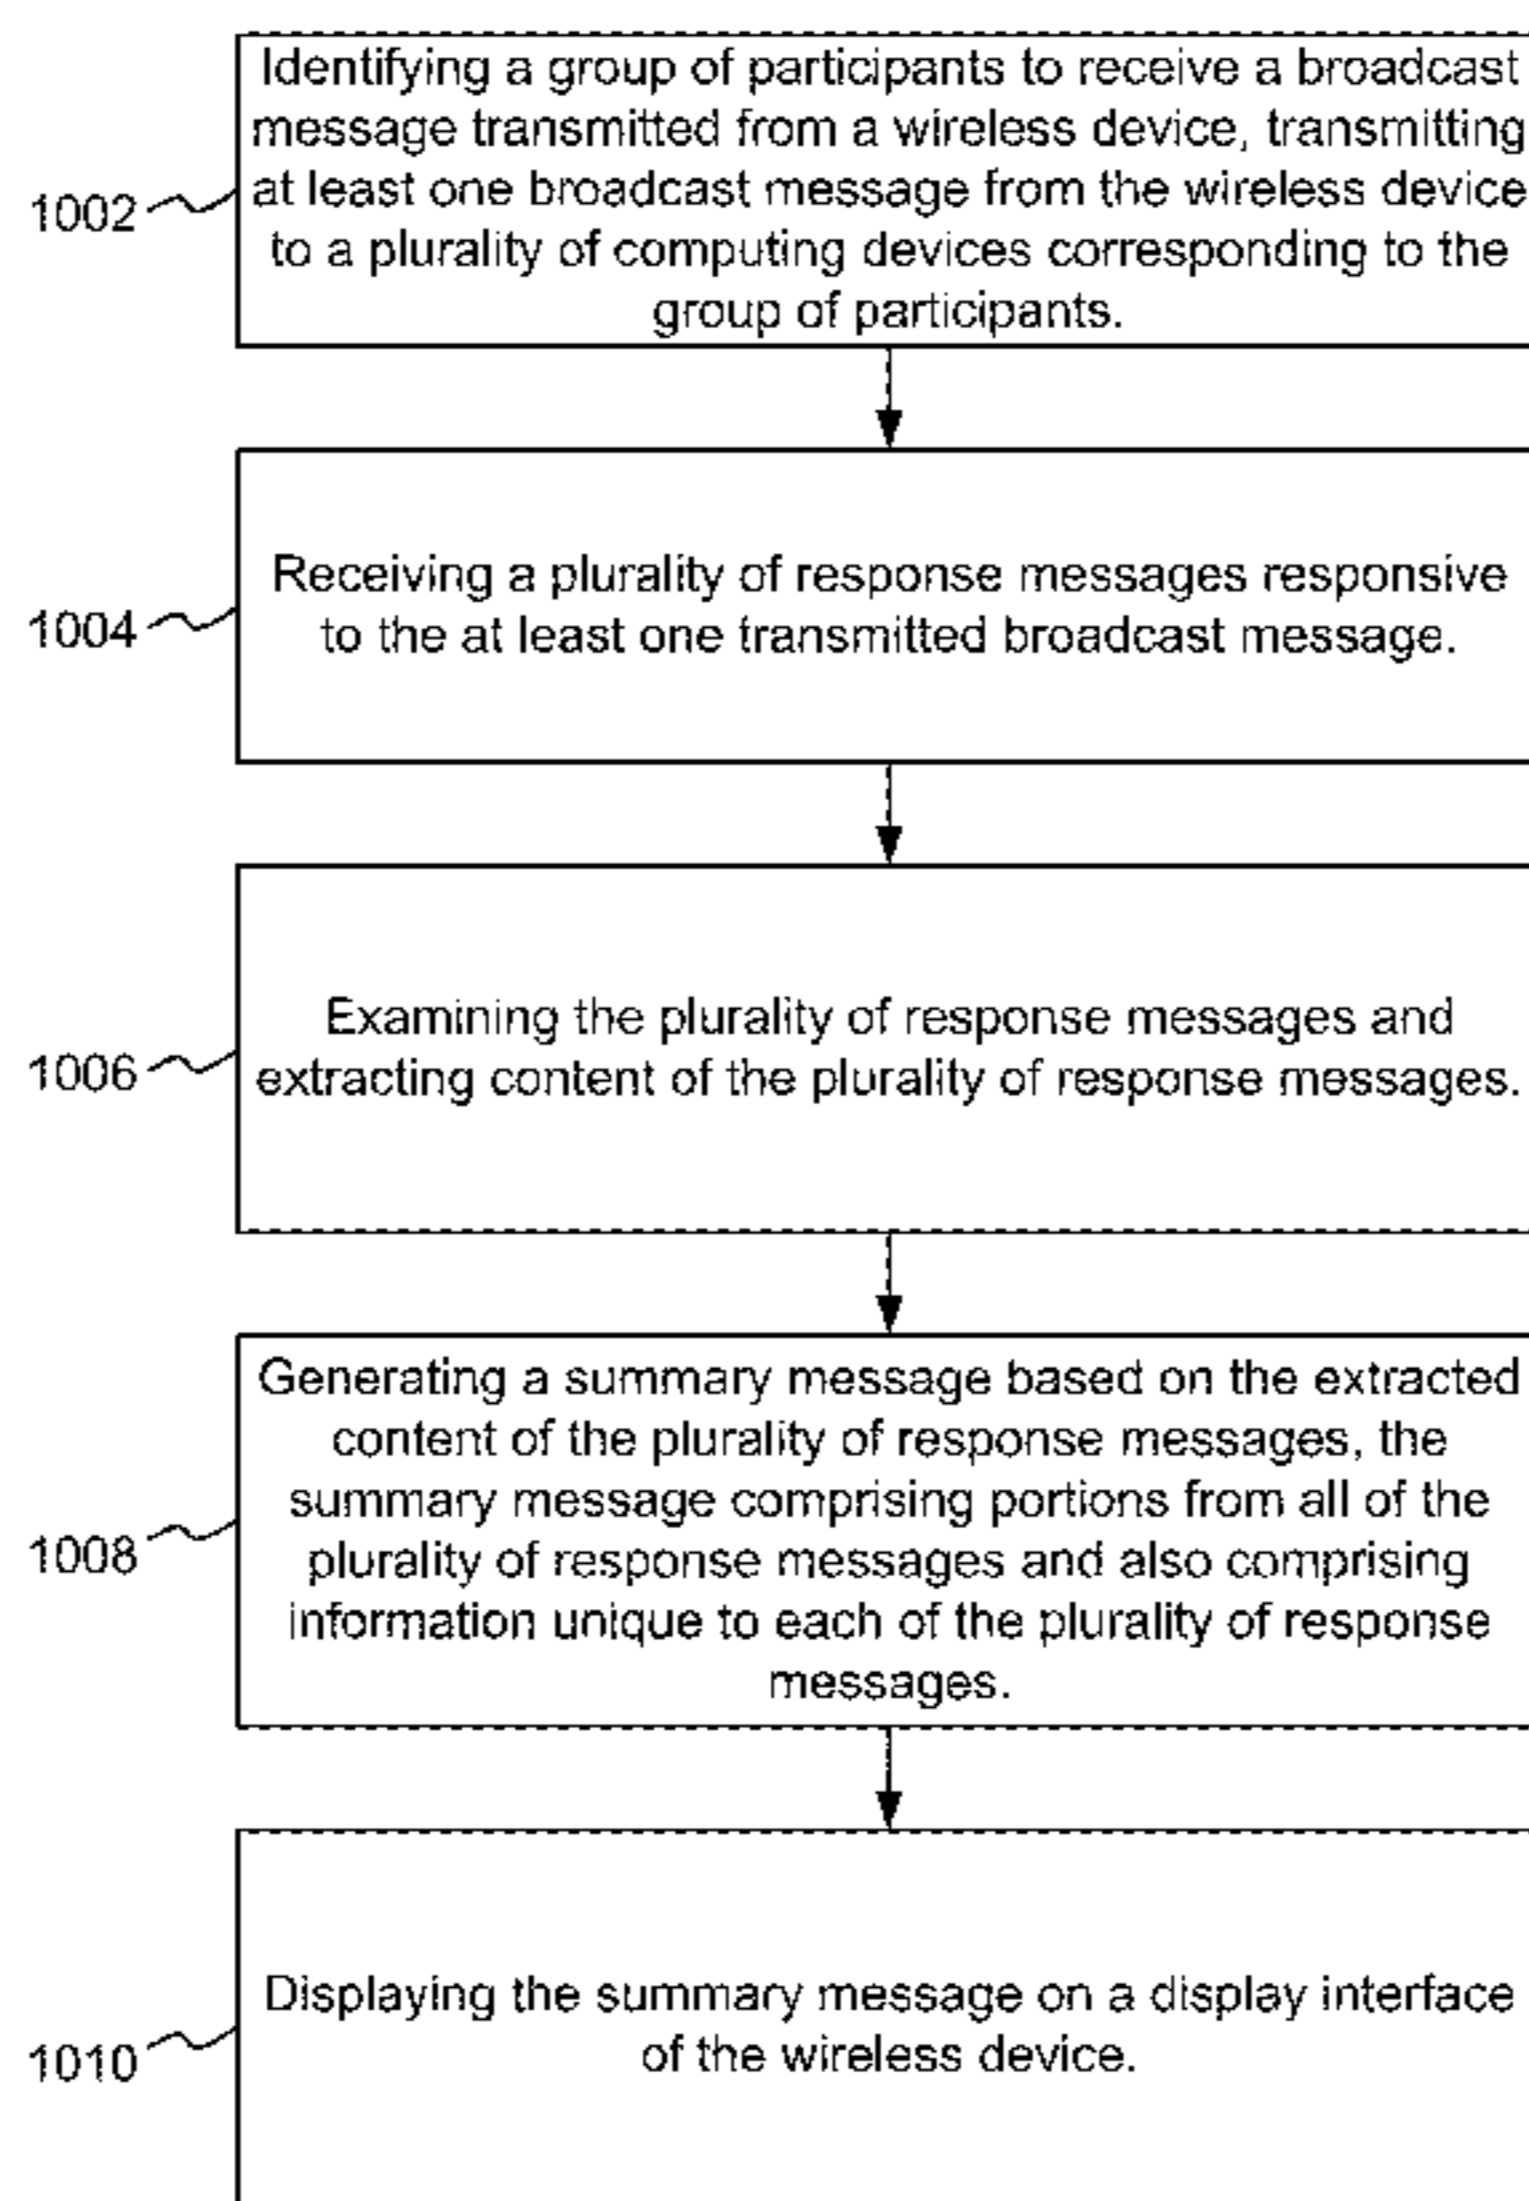 Identifying a group of participants to receive a broadcast
message transmitted from a wireless device, transmitting
at least one broadcast message from the wireless device
to a plurality of computing devices corresponding to the
group of participants.
1002
Receiving a plurality of response messages responsive
to the at least one transmitted broadcast message.
1004
Examining the plurality of response messages and
extracting content of the plurality of response messages.
1006
Generating a summary message based on the extracted
content of the plurality of response messages, the
summary message comprising portions from all of the
plurality of response messages and also comprising
information unique to each of the plurality of response
messages.
1008
Displaying the summary message on a display interface
of the wireless device.
1010